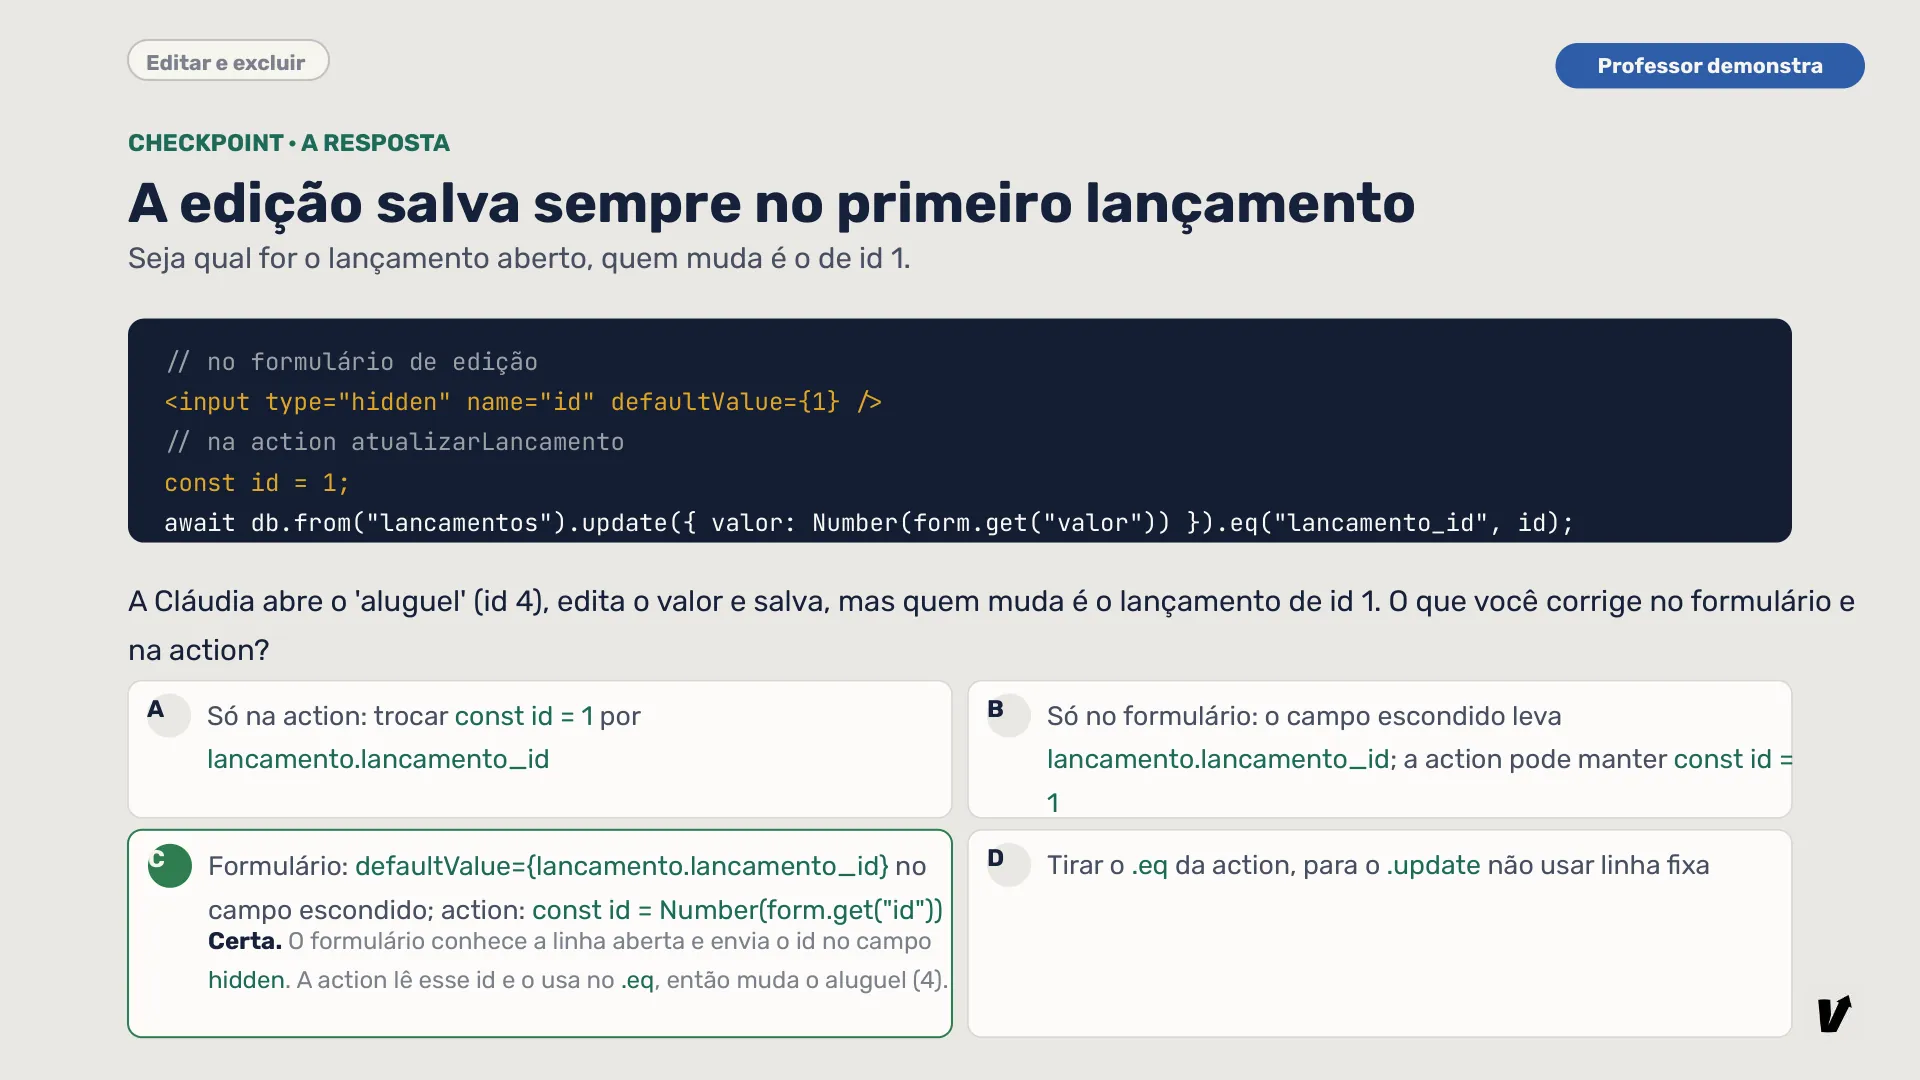 Editar e excluir
Professor demonstra
CHECKPOINT • A RESPOSTA
A edição salva sempre no primeiro lançamento
Seja qual for o lançamento aberto, quem muda é o de id 1.
// no formulário de edição
<input type="hidden" name="id" defaultValue={1} />
// na action atualizarLancamento
const id = 1;
await db.from("lancamentos").update({ valor: Number(form.get("valor")) }).eq("lancamento_id", id);
A Cláudia abre o 'aluguel' (id 4), edita o valor e salva, mas quem muda é o lançamento de id 1. O que você corrige no formulário e
na action?
A
Só na action: trocar const id = 1 por
lancamento.lancamento_id
B
Só no formulário: o campo escondido leva
lancamento.lancamento_id; a action pode manter const id =
1
C
Formulário: defaultValue={lancamento.lancamento_id} no
campo escondido; action: const id = Number(form.get("id"))
Certa. O formulário conhece a linha aberta e envia o id no campo
hidden. A action lê esse id e o usa no .eq, então muda o aluguel (4).
D
Tirar o .eq da action, para o .update não usar linha fixa